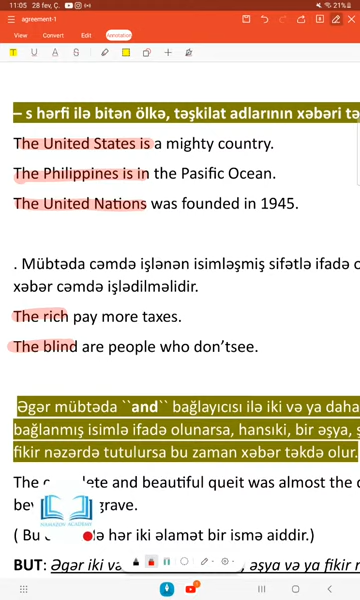 11:05 28 fev, Ç. 21%
agreement-1
View Convert Edit Annotation
– s hərfi ilə bitən ölkə, təşkilat adlarının xəbəri tə
The United States is a mighty country.
The Philippines is in the Pasific Ocean.
The United Nations was founded in 1945.
. Mübtəda cəmdə işlənən isimləşmiş sifətlə ifadə o
xəbər cəmdə işlədilməlidir.
The rich pay more taxes.
The blind are people who don'tsee.
Əgər mübtəda ``and`` bağlayıcısı ilə iki və ya daha
bağlanmış isimlə ifadə olunarsa, hansıki, bir əşya, ş
fikir nəzərdə tutulursa bu zaman xəbər təkdə olur.
The and beautiful queit was almost the
grave.
RAMAZAN ACADEMY
( Bu hər iki əlamət bir ismə aiddir.)
BUT: Əgər iki və əşya və ya fikir